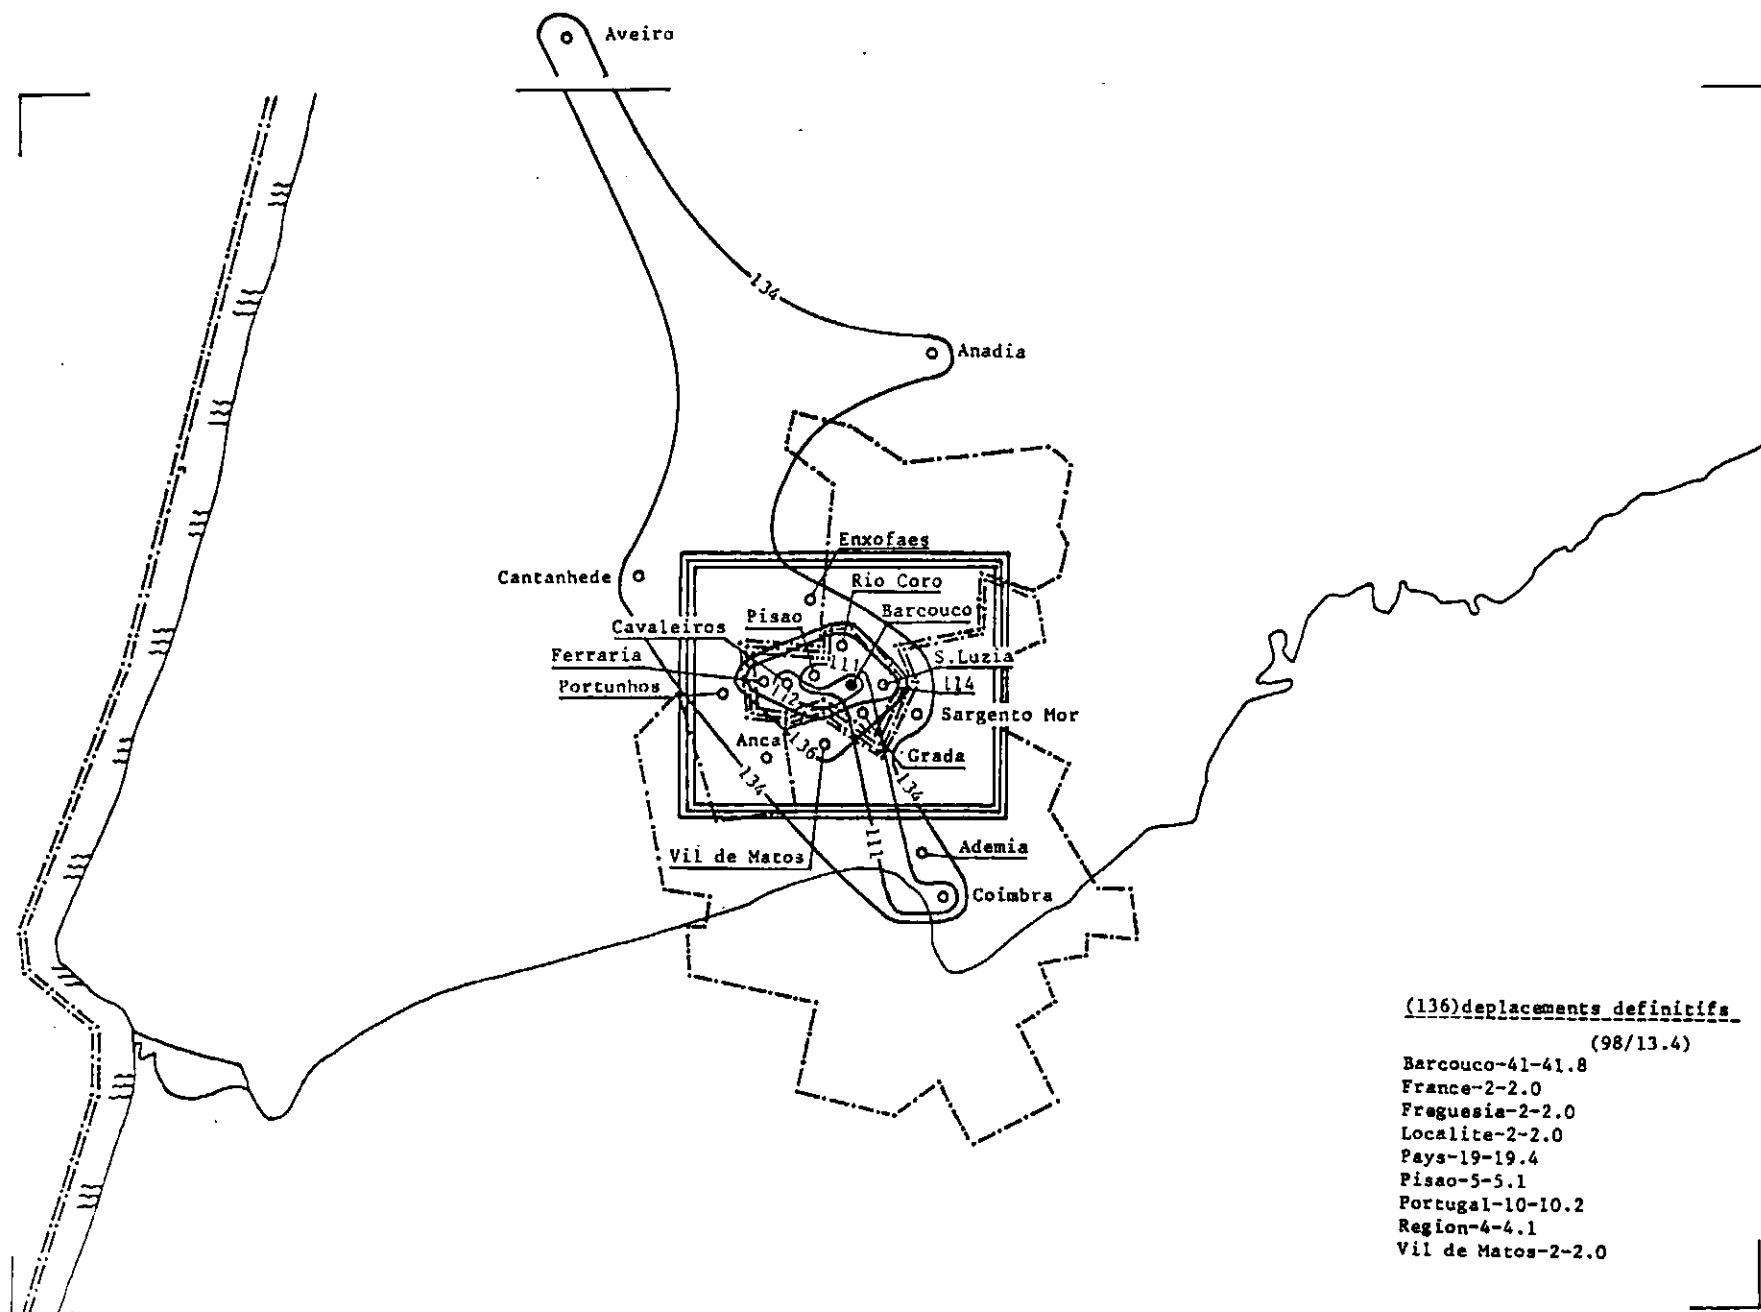 Aveiro
134
Anadia
Enxofaes
Cantanhede
Rio Coro
Pisao
Barcouco
Cavaleiros
111
Ferraria
S.Luzia
Portunhos
112
114
Sargento Mor
Anca
136
Grada
134
134
111
Vil de Matos
Ademia
Coimbra
(136)deplacements definitifs
(98/13.4)
Barcouco-41-41.8
France-2-2.0
Freguesia-2-2.0
Localite-2-2.0
Pays-19-19.4
Pisao-5-5.1
Portugal-10-10.2
Region-4-4.1
Vil de Matos-2-2.0